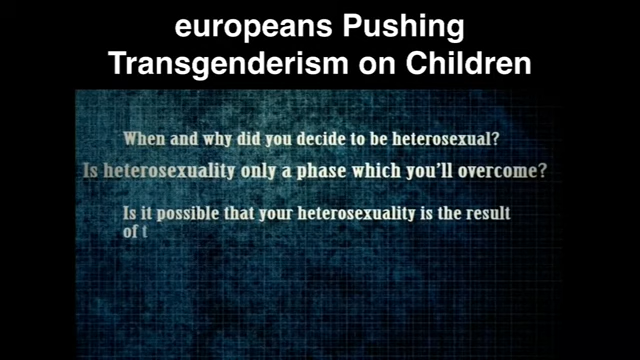 europeans Pushing
Transgenderism on Children
When and why did you decide to be heterosexual?
Is heterosexuality only a phase which you'll overcome?
Is it possible that your heterosexuality is the result
of t